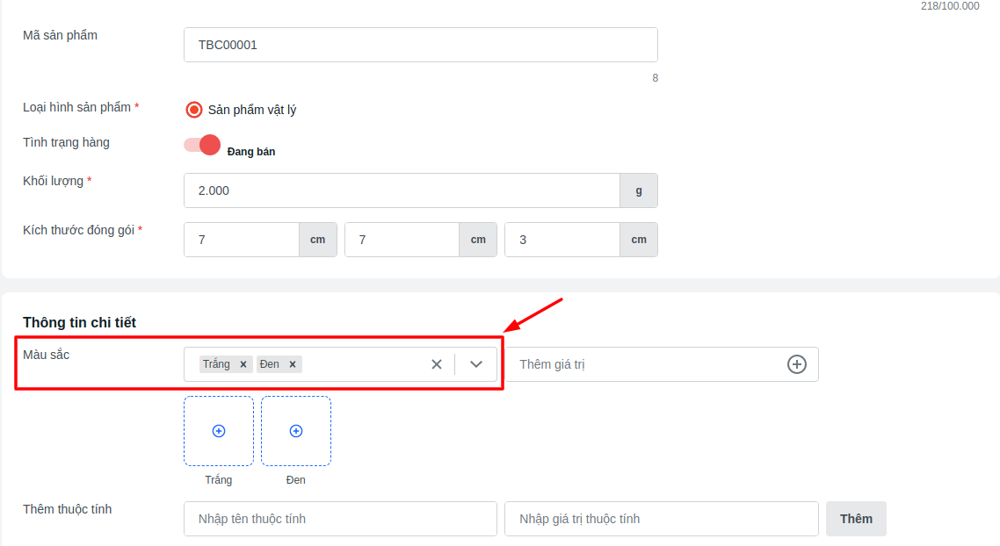 218/100.000
Mã sản phẩm
TBC00001
8
Loại hình sản phẩm *
Sản phẩm vật lý
Tình trạng hàng
Đang bán
Khối lượng *
2.000 g
Kích thước đóng gói *
7 cm 7 cm 3 cm
Thông tin chi tiết
Màu sắc
Trắng × Đen ×
Thêm giá trị
Trắng Đen
Thêm thuộc tính
Nhập tên thuộc tính Nhập giá trị thuộc tính Thêm